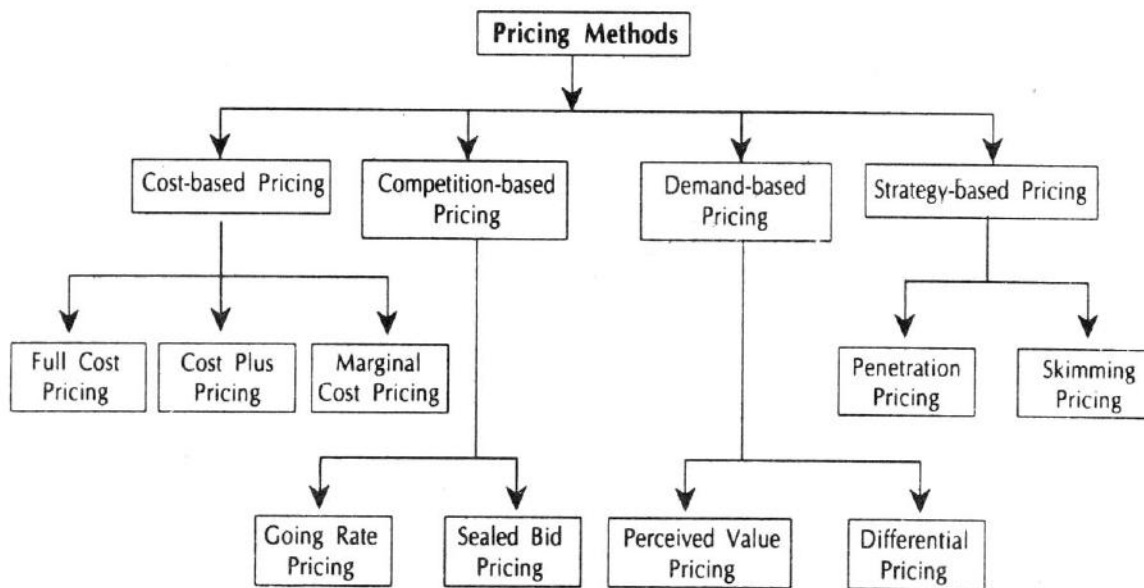 Pricing Methods
Cost-based Pricing
Competition-based
Pricing
Demand-based
Pricing
Strategy-based Pricing
Full Cost
Pricing
Cost Plus
Pricing
Marginal
Cost Pricing
Penetration
Pricing
Skimming
Pricing
Going Rate
Pricing
Sealed Bid
Pricing
Perceived Value
Pricing
Differential
Pricing